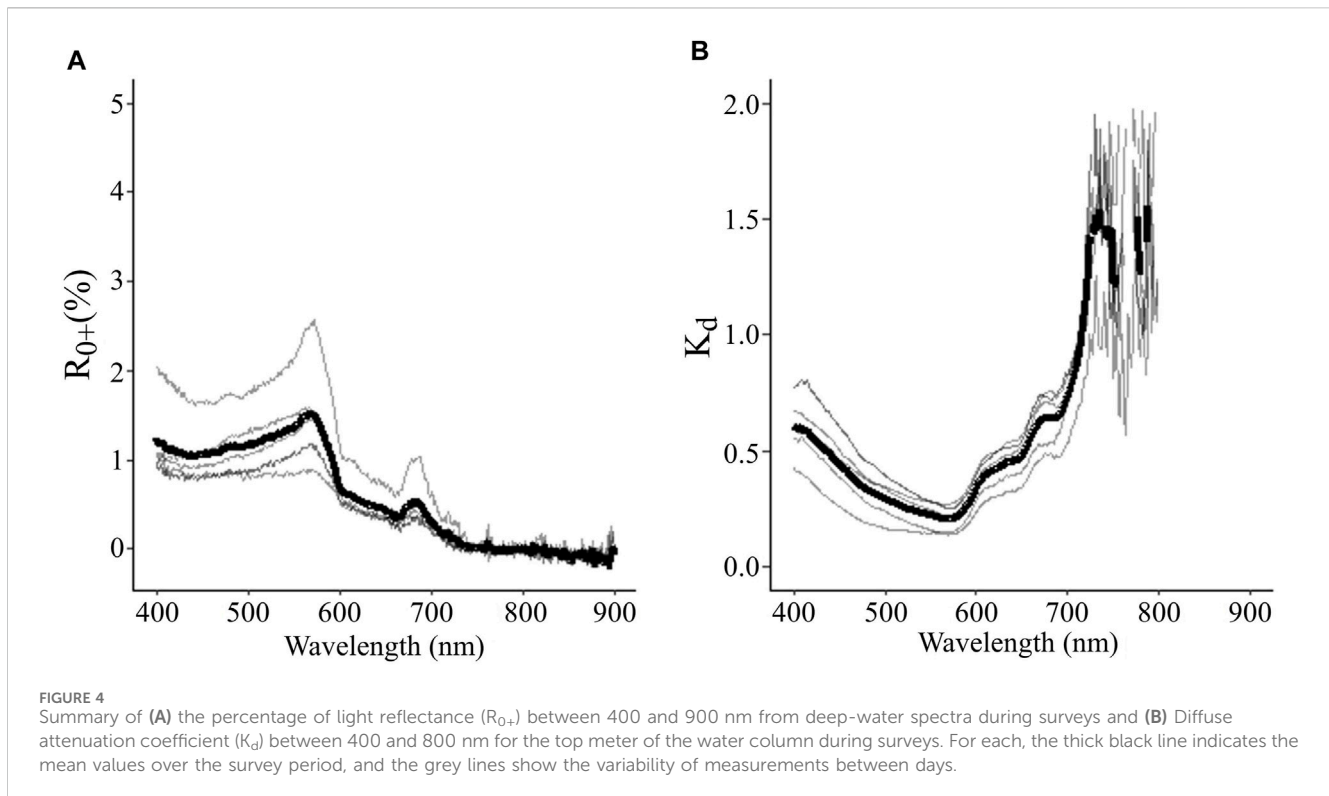 A
B
5
4
3
2
1
0
R0+(%)
400 500 600 700 800 900
Wavelength (nm)
2.0
1.5
1.0
0.5
0.0
Kd
400 500 600 700 800 900
Wavelength (nm)
FIGURE 4
Summary of (A) the percentage of light reflectance (R0+) between 400 and 900 nm from deep-water spectra during surveys and (B) Diffuse
attenuation coefficient (Kd) between 400 and 800 nm for the top meter of the water column during surveys. For each, the thick black line indicates the
mean values over the survey period, and the grey lines show the variability of measurements between days.